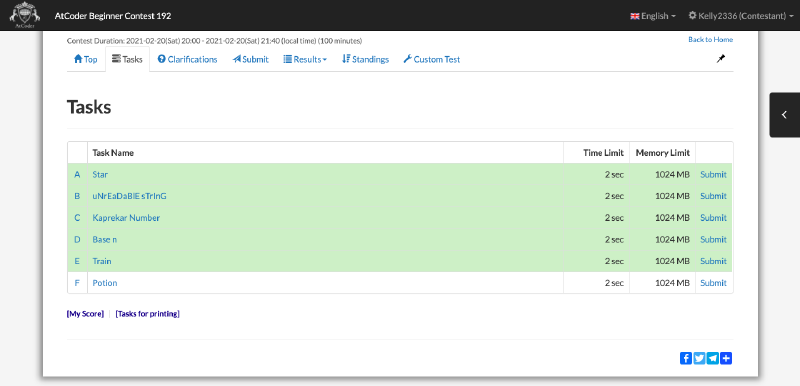 AtCoder
AtCoder Beginner Contest 192
English
Kelly2336 (Contestant)
Contest Duration: 2021-02-20(Sat) 20:00 - 2021-02-20(Sat) 21:40 (local time) (100 minutes)
Back to Home
Top
Tasks
Clarifications
Submit
Results
Standings
Custom Test
Tasks
Task Name Time Limit Memory Limit
A Star 2 sec 1024 MB Submit
B uNrEaDaBlE sTrInG 2 sec 1024 MB Submit
C Kaprekar Number 2 sec 1024 MB Submit
D Base n 2 sec 1024 MB Submit
E Train 2 sec 1024 MB Submit
F Potion 2 sec 1024 MB Submit
[My Score] | [Tasks for printing]